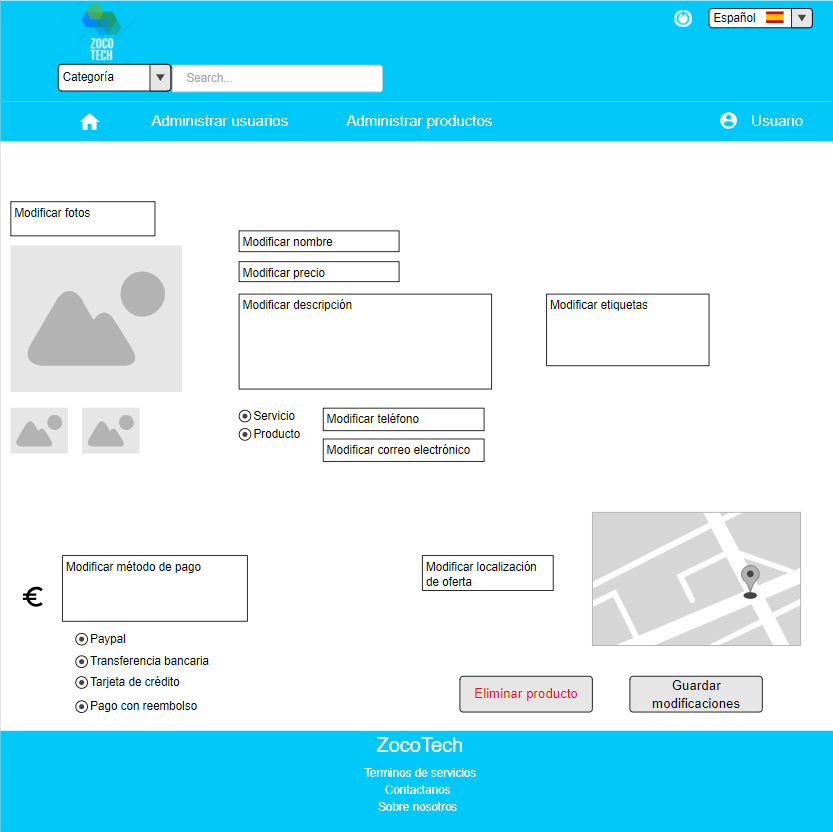 ZOCO
TECH
Español
Categoría
Search...
Administrar usuarios
Administrar productos
Usuario
Modificar fotos
Modificar nombre
Modificar precio
Modificar descripción
Modificar etiquetas
Servicio
Producto
Modificar teléfono
Modificar correo electrónico
€
Modificar método de pago
Paypal
Transferencia bancaria
Tarjeta de crédito
Pago con reembolso
Modificar localización
de oferta
Eliminar producto
Guardar
modificaciones
ZocoTech
Terminos de servicios
Contactanos
Sobre nosotros